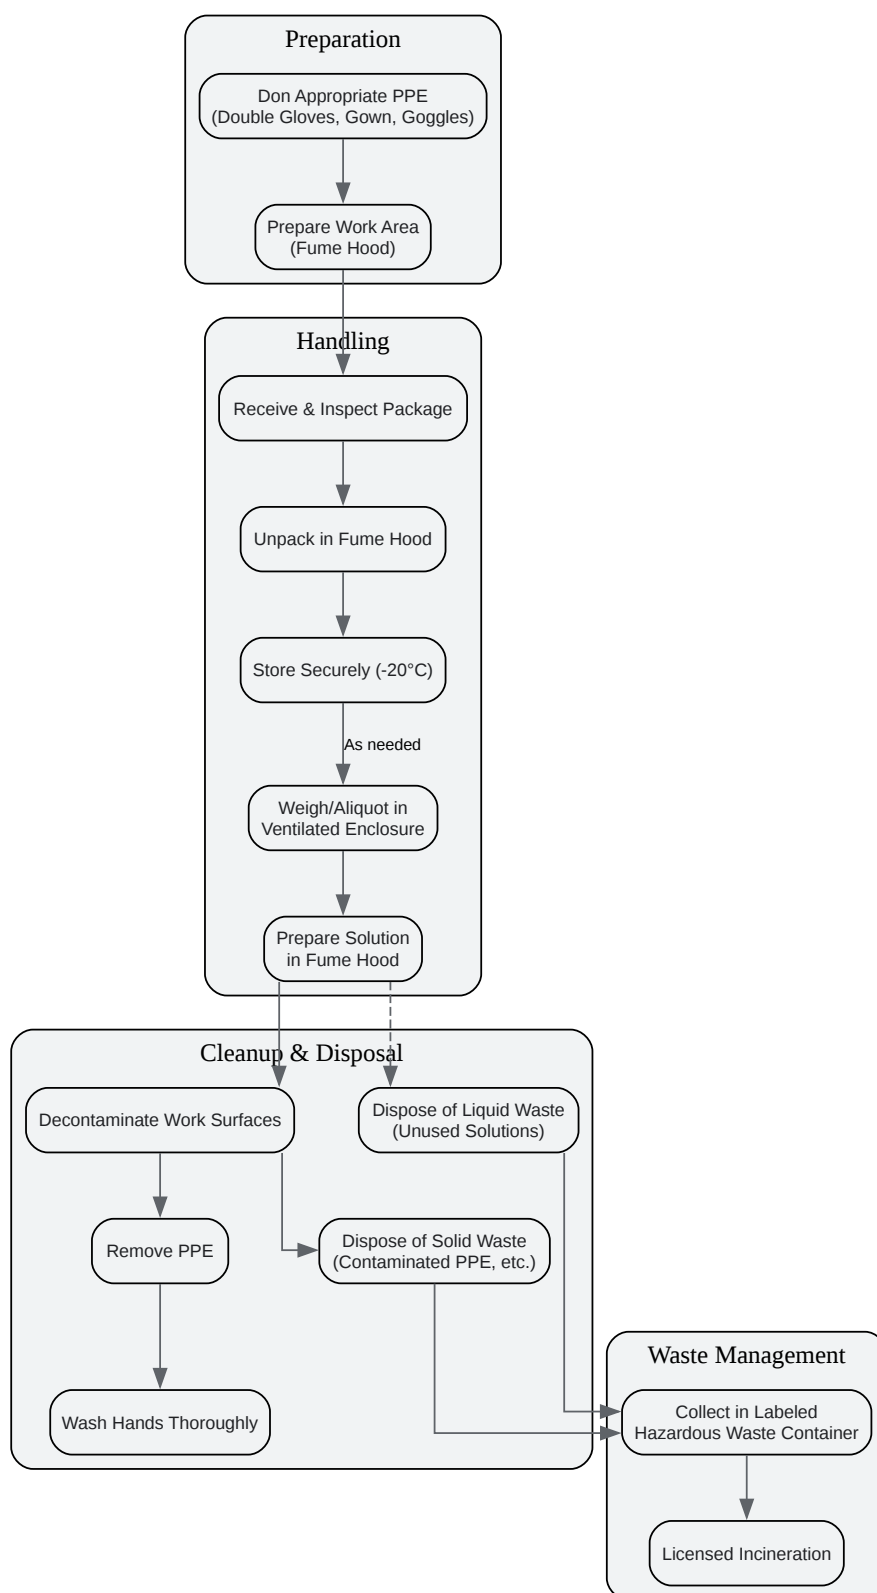 Preparation
Don Appropriate PPE
(Double Gloves, Gown, Goggles)
Prepare Work Area
(Fume Hood)
Handling
Receive & Inspect Package
Unpack in Fume Hood
Store Securely (-20°C)
As needed
Weigh/Aliquot in
Ventilated Enclosure
Prepare Solution
in Fume Hood
Cleanup & Disposal
Decontaminate Work Surfaces
Dispose of Liquid Waste
(Unused Solutions)
Remove PPE
Dispose of Solid Waste
(Contaminated PPE, etc.)
Wash Hands Thoroughly
Waste Management
Collect in Labeled
Hazardous Waste Container
Licensed Incineration